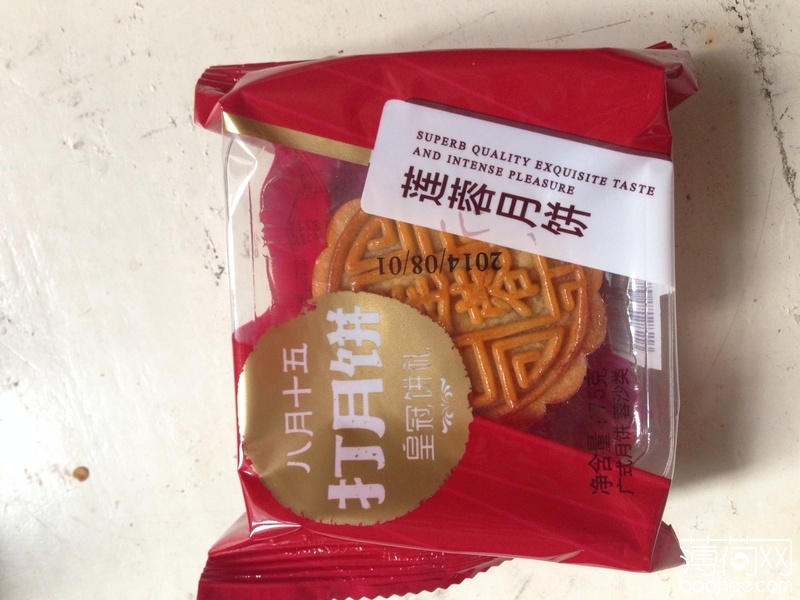 SUPERB QUALITY EXQUISITE TASTE
AND INTENSE PLEASURE
莲蓉月饼
2014/08/01
八月十五
打月饼
皇冠饼礼
净含量:75克
广式月饼 蓉沙类
薄荷网
boohee.com